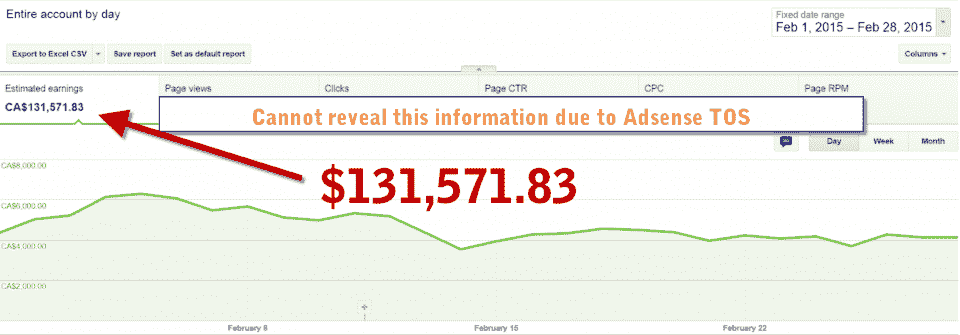 Entire account by day
Fixed date range
Feb 1, 2015 – Feb 28, 2015
Export to Excel CSV
Save report
Set as default report
Columns
Estimated earnings
Page views
Clicks
Page CTR
CPC
Page RPM
CA$131,571.83
Cannot reveal this information due to Adsense TOS
Day
Week
Month
CA$8,000.00
$131,571.83
CA$6,000.00
CA$4,000.00
CA$2,000.00
February 8
February 15
February 22